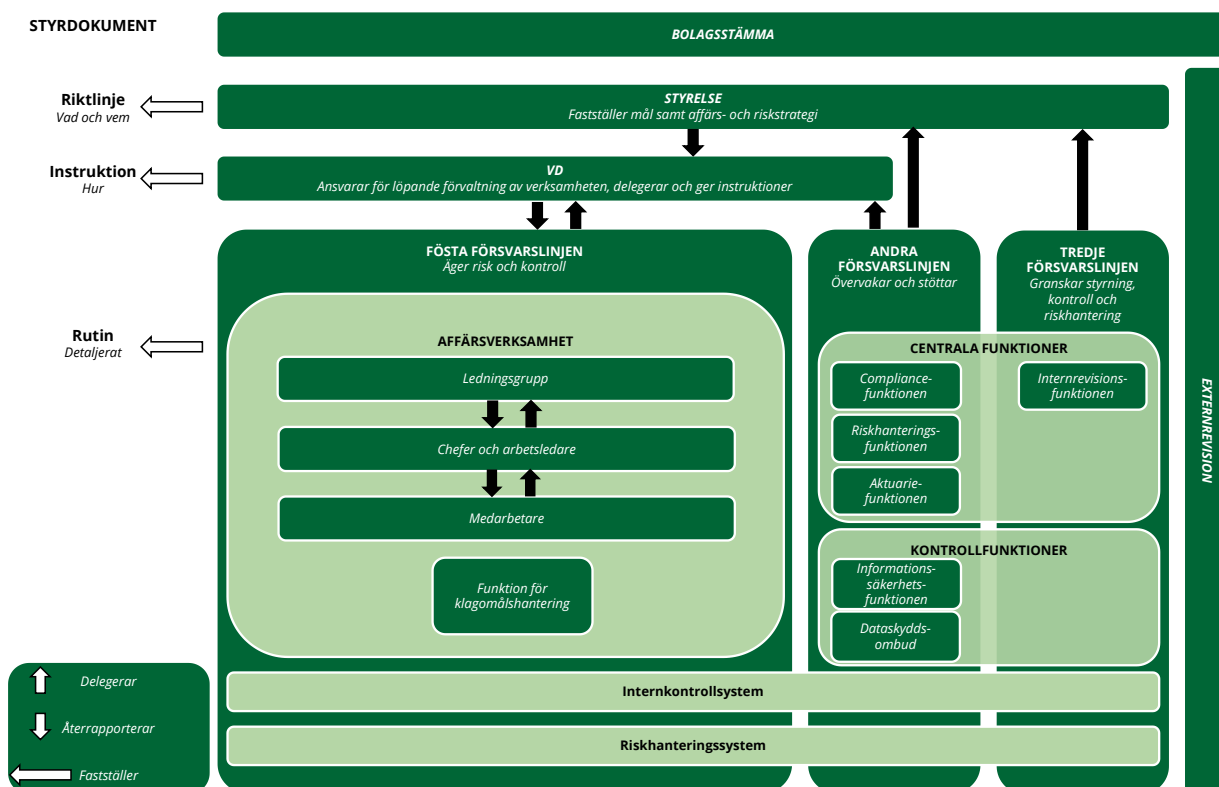 STYRDOKUMENT
BOLAGSSTÄMMA
Riktlinje
Vad och vem
STYRELSE
Fastställer mål samt affärs- och riskstrategi
Instruktion
Hur
VD
Ansvarar för löpande förvaltning av verksamheten, delegerar och ger instruktioner
FÖSTA FÖRSVARSLINJEN
Äger risk och kontroll
ANDRA
FÖRSVARSLINJEN
Övervakar och stöttar
TREDJE
FÖRSVARSLINJEN
Granskar styrning,
kontroll och
riskhantering
Rutin
Detaljerat
AFFÄRSVERKSAMHET
Ledningsgrupp
Chefer och arbetsledare
Medarbetare
Funktion för
klagomålshantering
CENTRALA FUNKTIONER
Compliance-
funktionen
Internrevisions-
funktionen
Riskhanterings-
funktionen
Aktuarie-
funktionen
KONTROLLFUNKTIONER
Informations-
säkerhets-
funktionen
Dataskydds-
ombud
EXTERNREVISION
Internkontrollsystem
Riskhanteringssystem
Delegerar
Återrapporterar
Fastställer